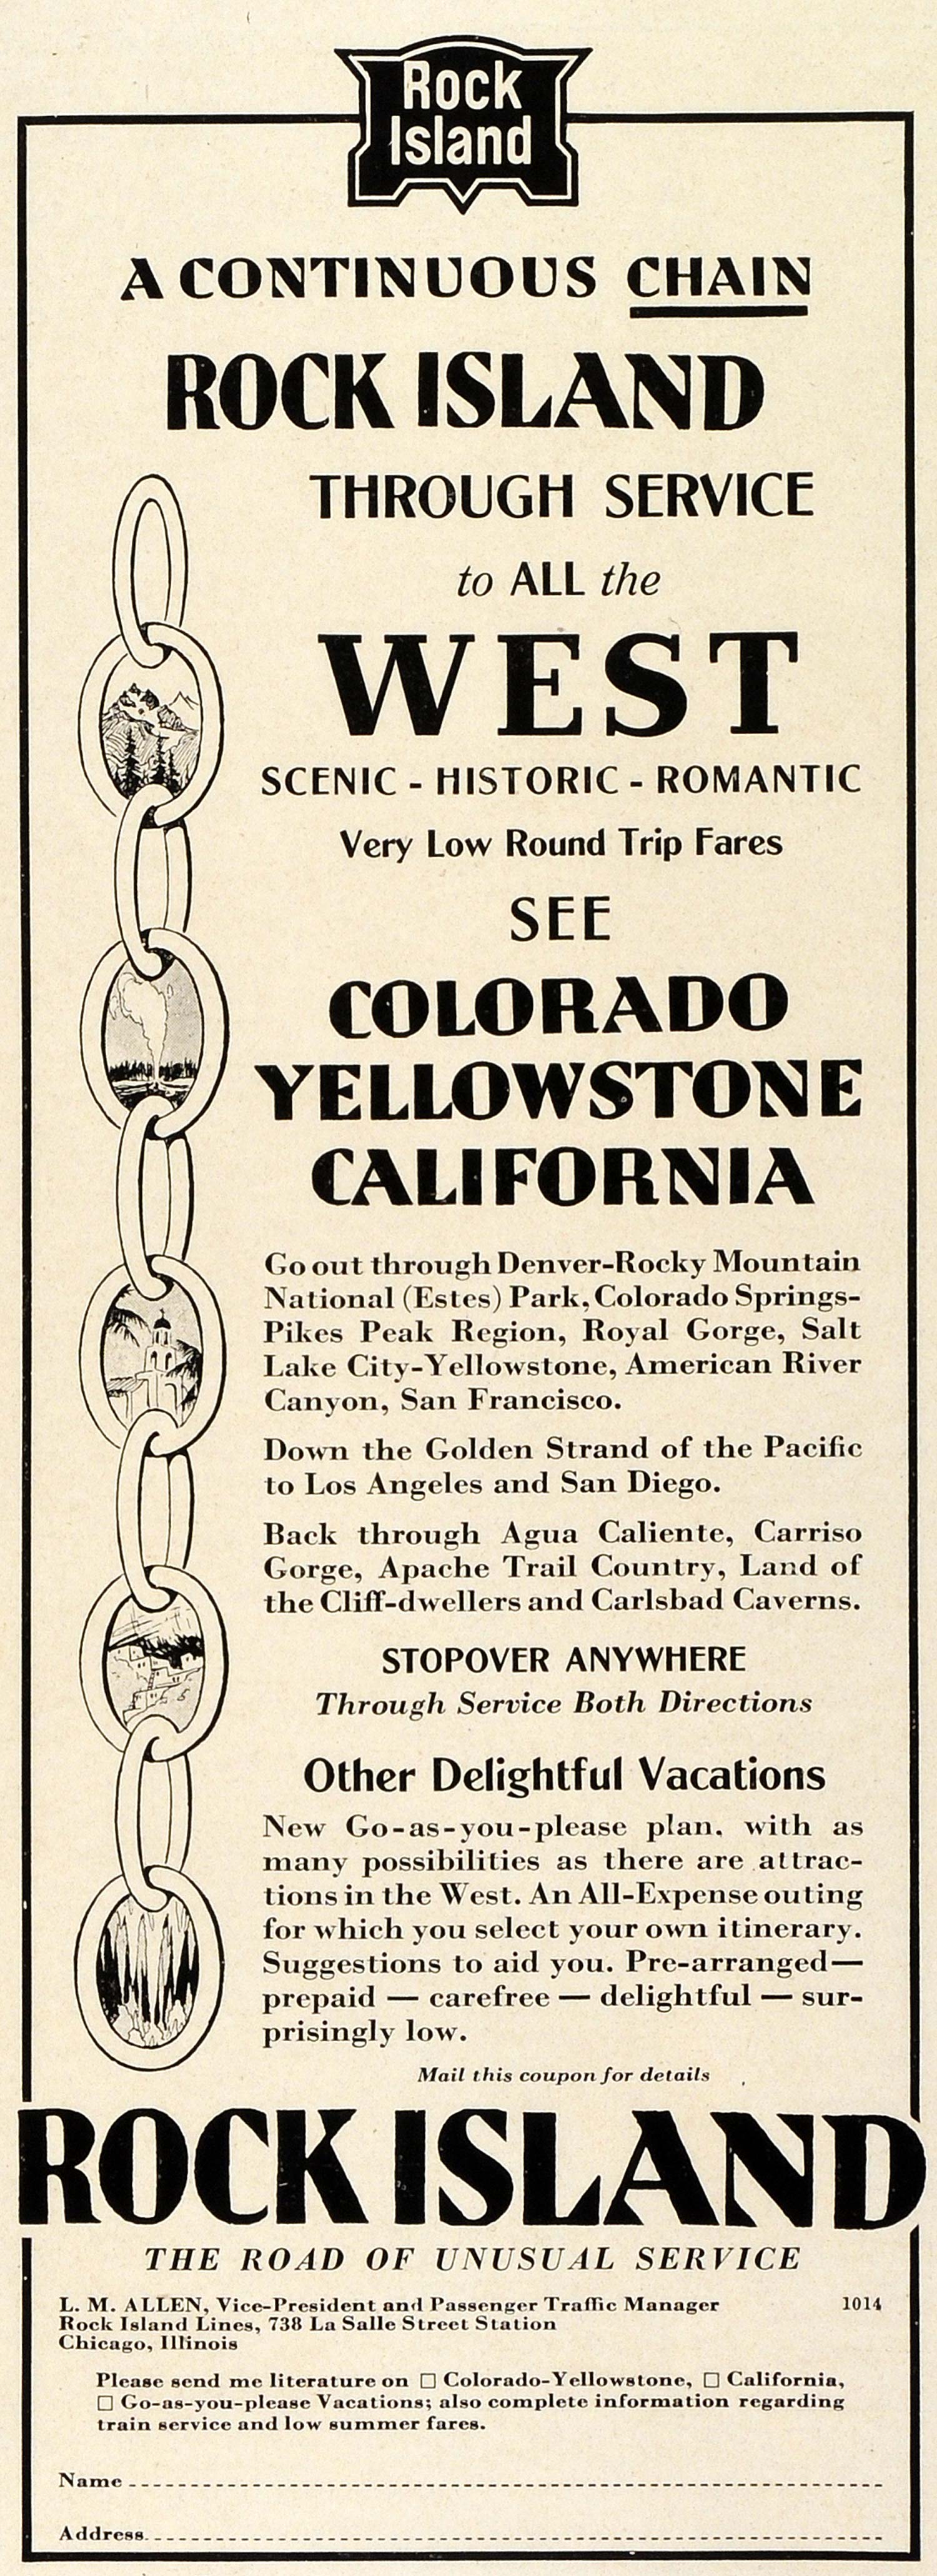 Rock
Island
A CONTINUOUS CHAIN
ROCK ISLAND
THROUGH SERVICE
to ALL the
WEST
SCENIC - HISTORIC - ROMANTIC
Very Low Round Trip Fares
SEE
COLORADO
YELLOWSTONE
CALIFORNIA
Go out through Denver-Rocky Mountain
National (Estes) Park, Colorado Springs-
Pikes Peak Region, Royal Gorge, Salt
Lake City-Yellowstone, American River
Canyon, San Francisco.
Down the Golden Strand of the Pacific
to Los Angeles and San Diego.
Back through Agua Caliente, Carriso
Gorge, Apache Trail Country, Land of
the Cliff-dwellers and Carlsbad Caverns.
STOPOVER ANYWHERE
Through Service Both Directions
Other Delightful Vacations
New Go-as-you-please plan, with as
many possibilities as there are attrac-
tions in the West. An All-Expense outing
for which you select your own itinerary.
Suggestions to aid you. Pre-arranged—
prepaid — carefree — delightful — sur-
prisingly low.
Mail this coupon for details
ROCK ISLAND
THE ROAD OF UNUSUAL SERVICE
L. M. ALLEN, Vice-President and Passenger Traffic Manager 1014
Rock Island Lines, 738 La Salle Street Station
Chicago, Illinois
Please send me literature on □ Colorado-Yellowstone, □ California,
□ Go-as-you-please Vacations; also complete information regarding
train service and low summer fares.
Name
Address